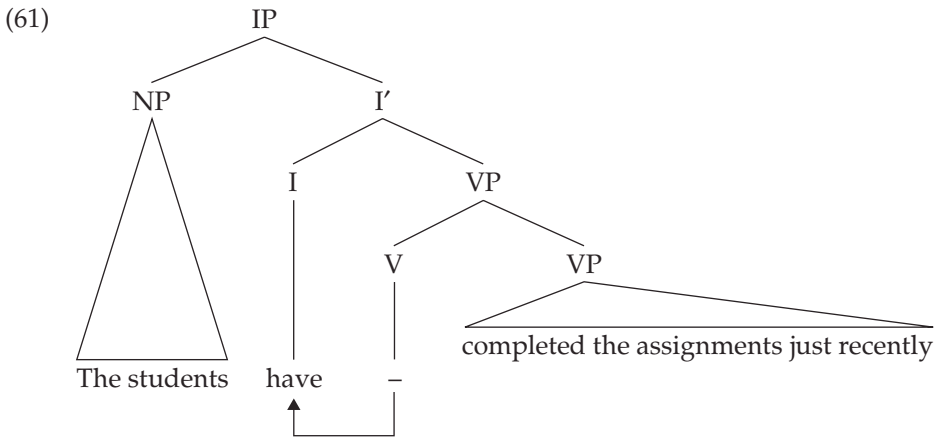 (61) IP
NP I′
I VP
V VP
completed the assignments just recently
The students have –